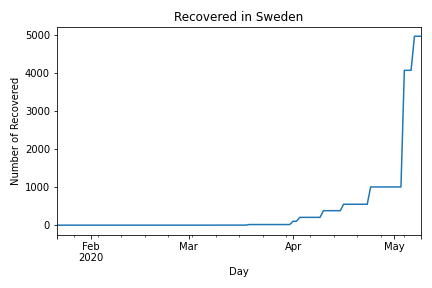 Recovered in Sweden
5000
4000
3000
2000
1000
0
Number of Recovered
Feb
2020
Mar
Apr
May
Day